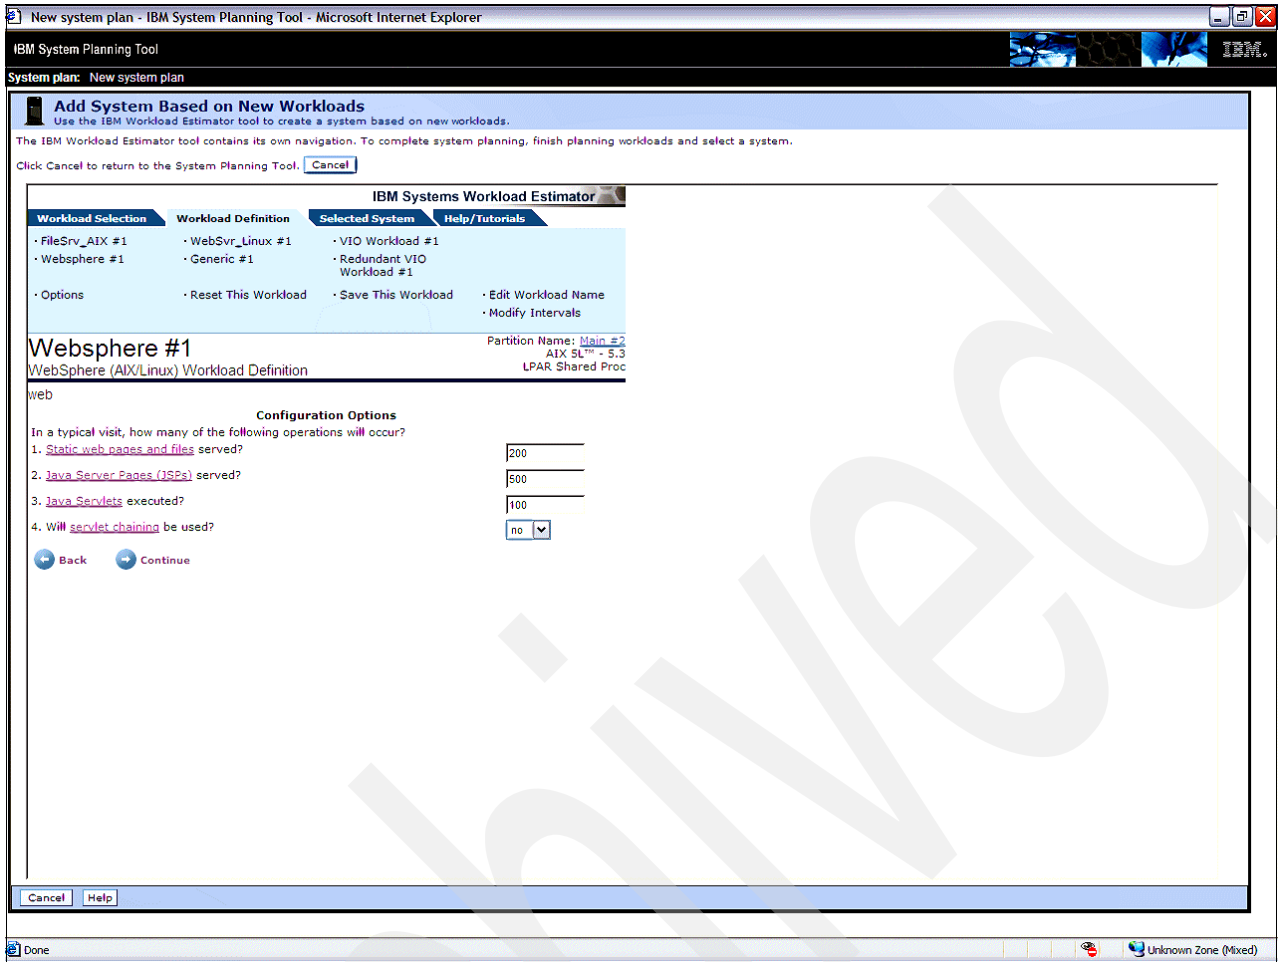 New system plan - IBM System Planning Tool - Microsoft Internet Explorer
IBM System Planning Tool
IBM.
System plan: New system plan
Add System Based on New Workloads
Use the IBM Workload Estimator tool to create a system based on new workloads.
The IBM Workload Estimator tool contains its own navigation. To complete system planning, finish planning workloads and select a system.
Click Cancel to return to the System Planning Tool. Cancel
IBM Systems Workload Estimator
Workload Selection Workload Definition Selected System Help/Tutorials
· FileSrv_AIX #1 · WebSvr_Linux #1 · VIO Workload #1
· Websphere #1 · Generic #1 · Redundant VIO
Workload #1
· Options · Reset This Workload · Save This Workload · Edit Workload Name
· Modify Intervals
Websphere #1
WebSphere (AIX/Linux) Workload Definition
Partition Name: Main #2
AIX 5L™ - 5.3
LPAR Shared Proc
web
Configuration Options
In a typical visit, how many of the following operations will occur?
1. Static web pages and files served? 200
2. Java Server Pages (JSPs) served? 500
3. Java Servlets executed? 100
4. Will servlet chaining be used? no
Back Continue
Cancel Help
Done Unknown Zone (Mixed)